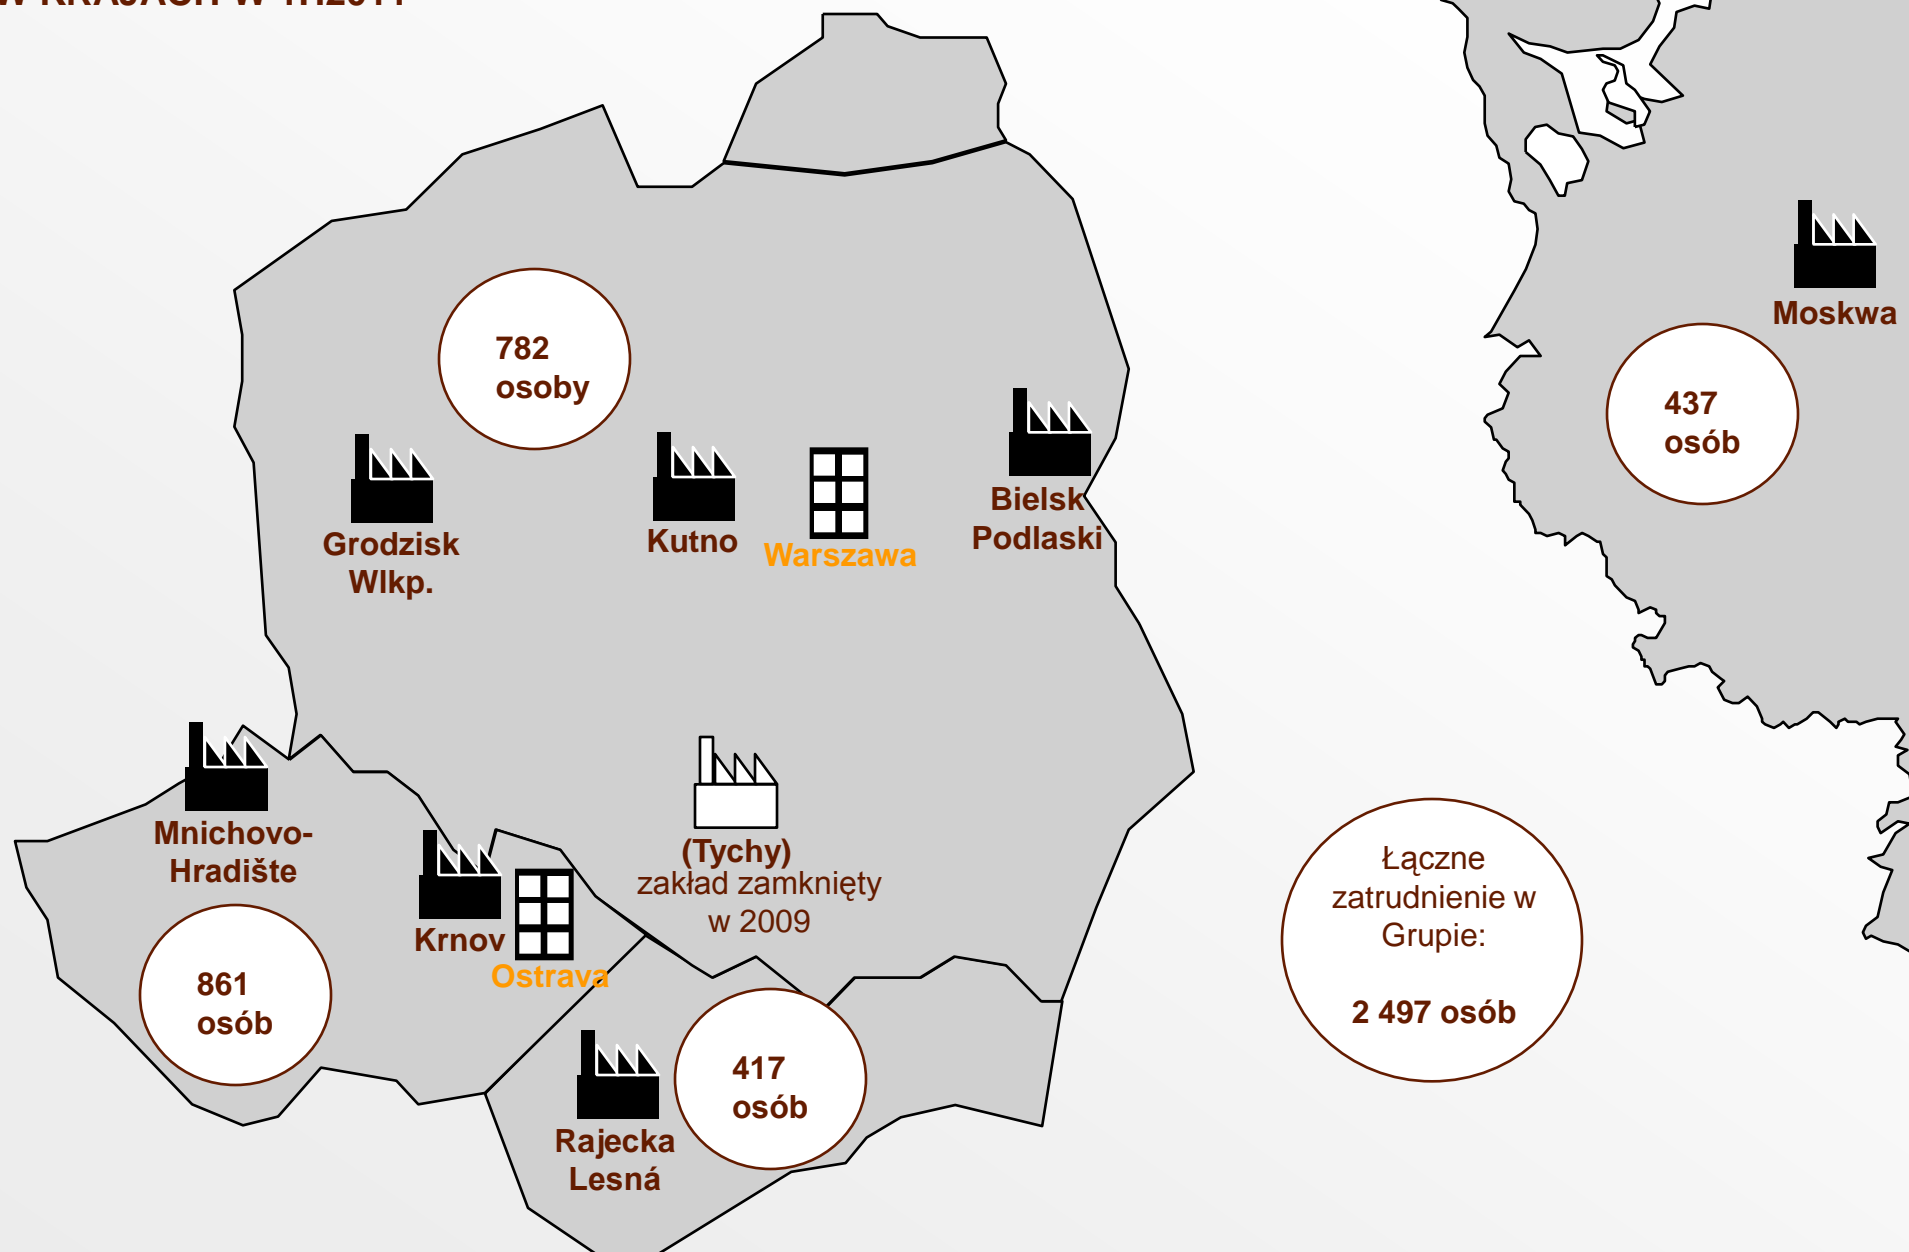 782
osoby
Moskwa
437
osób
Grodzisk
Wlkp.
Kutno
Warszawa
Bielsk
Podlaski
Mnichovo-
Hradište
Krnov
Ostrava
(Tychy)
zakład zamknięty
w 2009
861
osób
417
osób
Rajecka
Lesná
Łączne
zatrudnienie w
Grupie:
2 497 osób